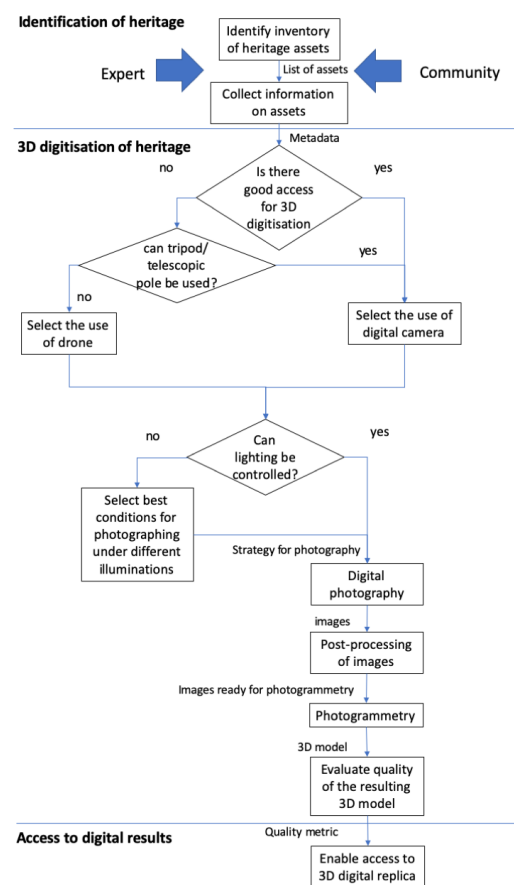 Identification of heritage
Identify inventory
of heritage assets
Expert
List of assets
Community
Collect information
on assets
Metadata
3D digitisation of heritage
no
yes
Is there
good access
for 3D
digitisation
can tripod/
telescopic
pole be used?
yes
no
Select the use
of drone
Select the use of
digital camera
no
yes
Can
lighting be
controlled?
Select best
conditions for
photographing
under different
illuminations
Strategy for photography
Digital
photography
images
Post-processing
of images
Images ready for photogrammetry
Photogrammetry
3D model
Evaluate quality
of the resulting
3D model
Access to digital results
Quality metric
Enable access to
3D digital replica